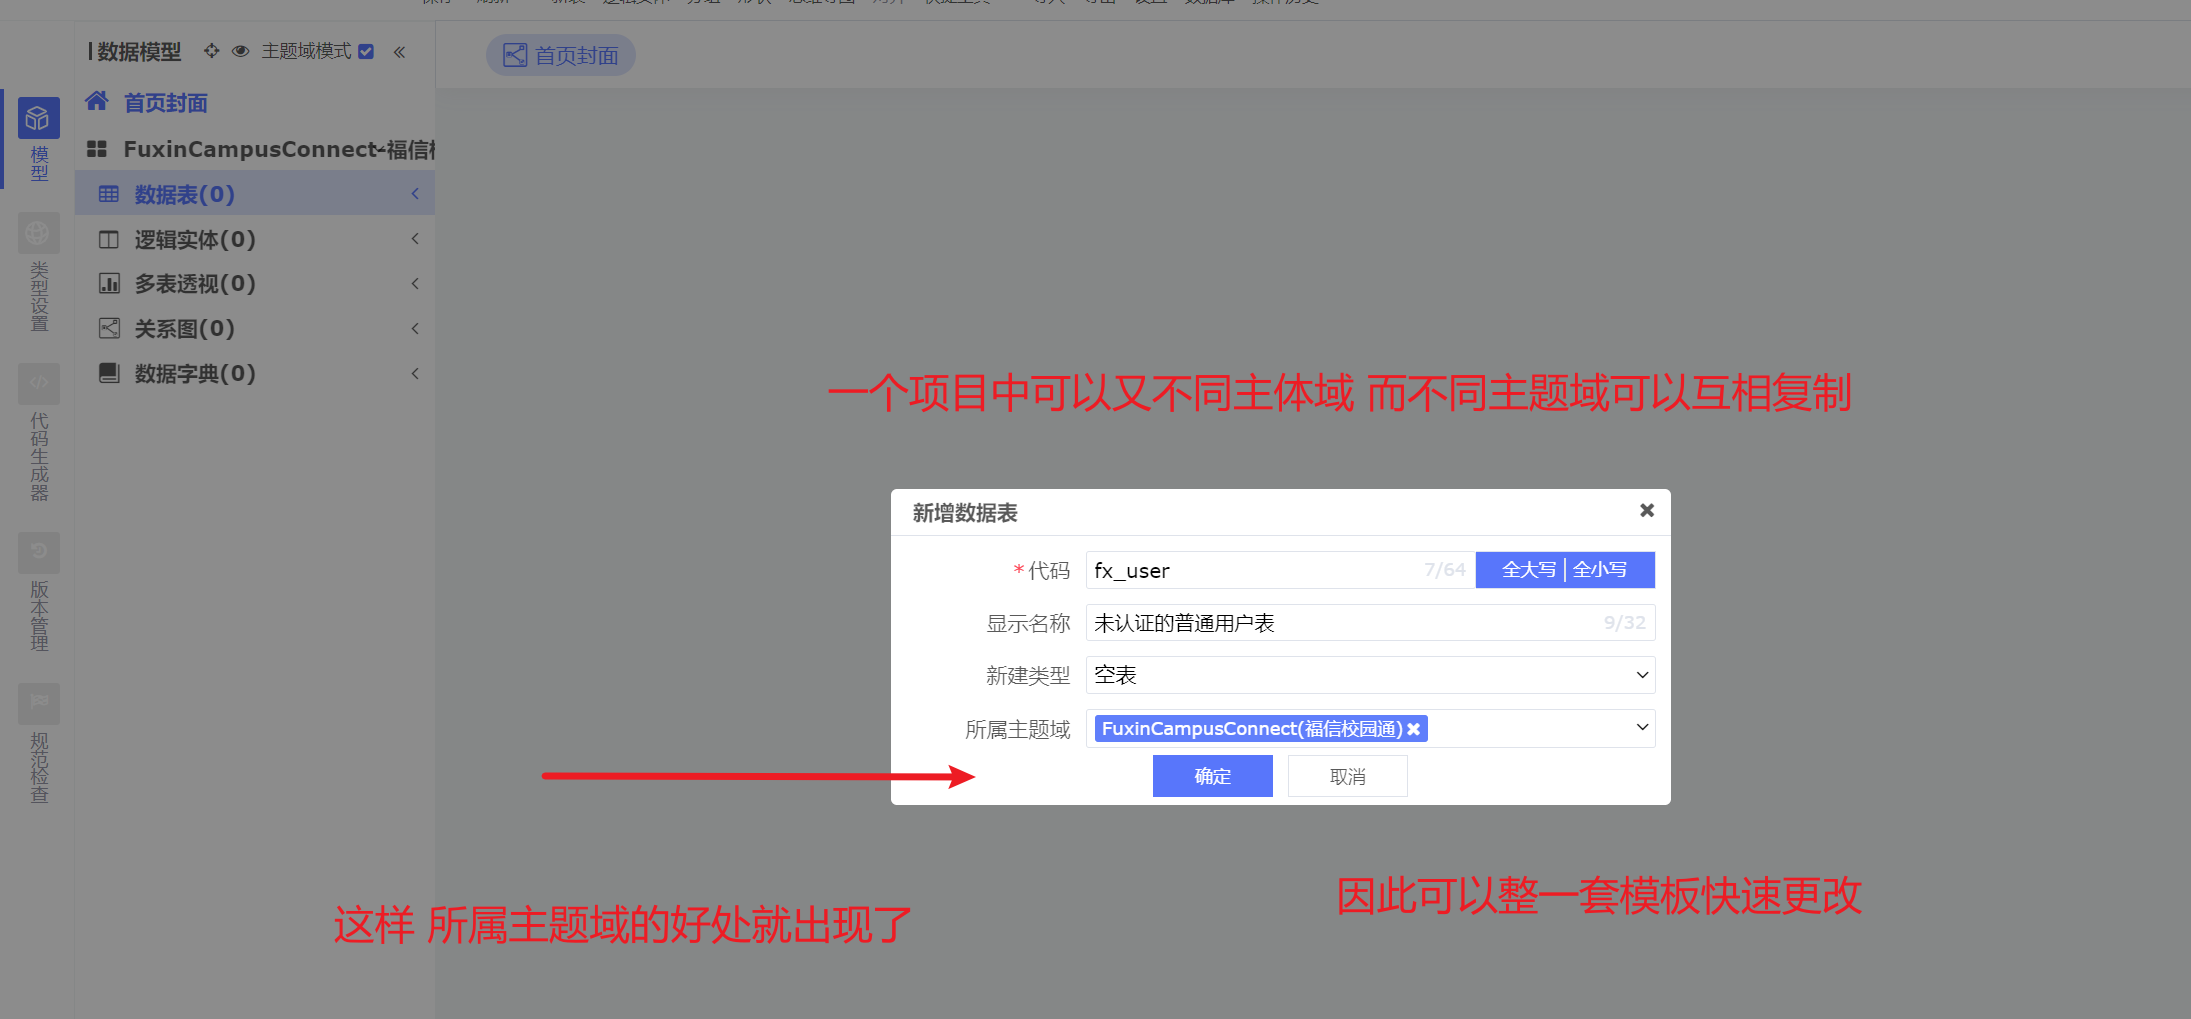 数据模型 主题域模式
首页封面
首页封面
FuxinCampusConnect-福信
模型
数据表(0)
逻辑实体(0)
类型设置
多表透视(0)
关系图(0)
数据字典(0)
代码生成器
版本管理
规范检查
一个项目中可以又不同主体域 而不同主题域可以互相复制
新增数据表
*代码 fx_user 7/64 全大写 | 全小写
显示名称 未认证的普通用户表 9/32
新建类型 空表
所属主题域 FuxinCampusConnect(福信校园通)
确定 取消
因此可以整一套模板快速更改
这样 所属主题域的好处就出现了